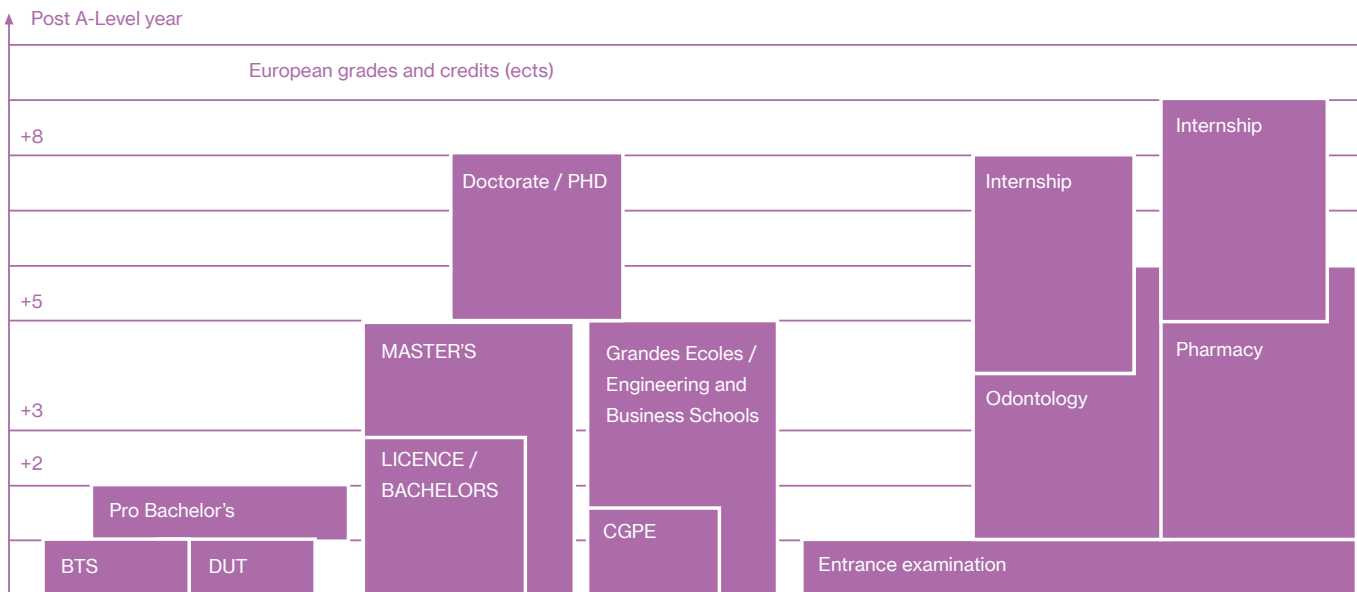 Post A-Level year
European grades and credits (ects)
+8
Internship
Doctorate / PHD
Internship
+5
MASTER'S
Grandes Ecoles /
Engineering and
Business Schools
Pharmacy
Odontology
+3
+2
LICENCE /
BACHELORS
Pro Bachelor's
CGPE
BTS
DUT
Entrance examination